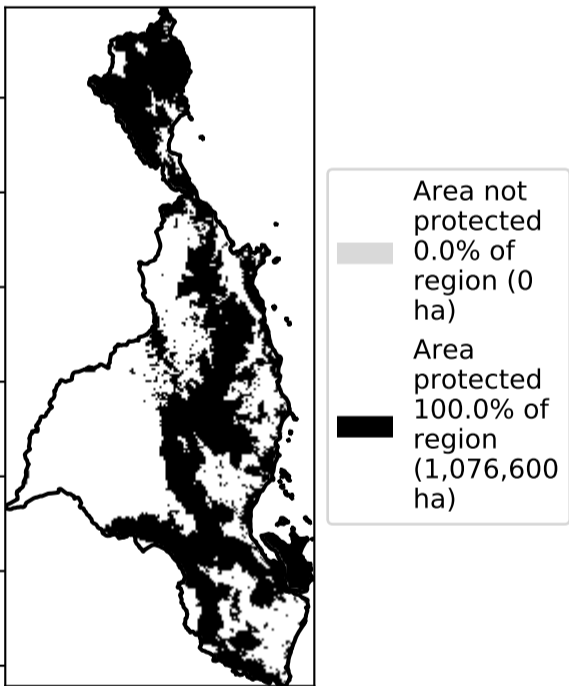 Area not
protected
0.0% of
region (0
ha)
Area
protected
100.0% of
region
(1,076,600
ha)